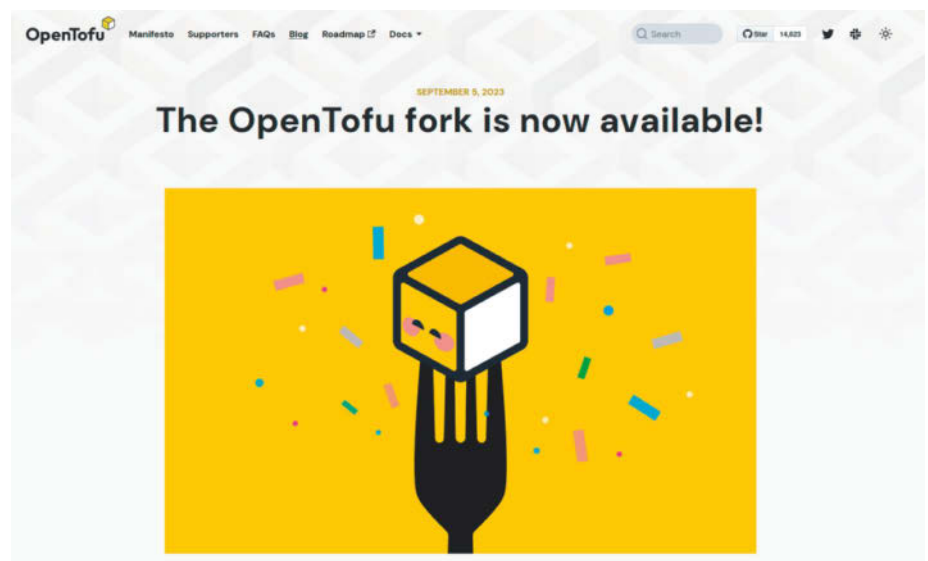 OpenTofu Manifesto Supporters FAQs Blog Roadmap Docs Search Star 14,623
SEPTEMBER 5, 2023
The OpenTofu fork is now available!